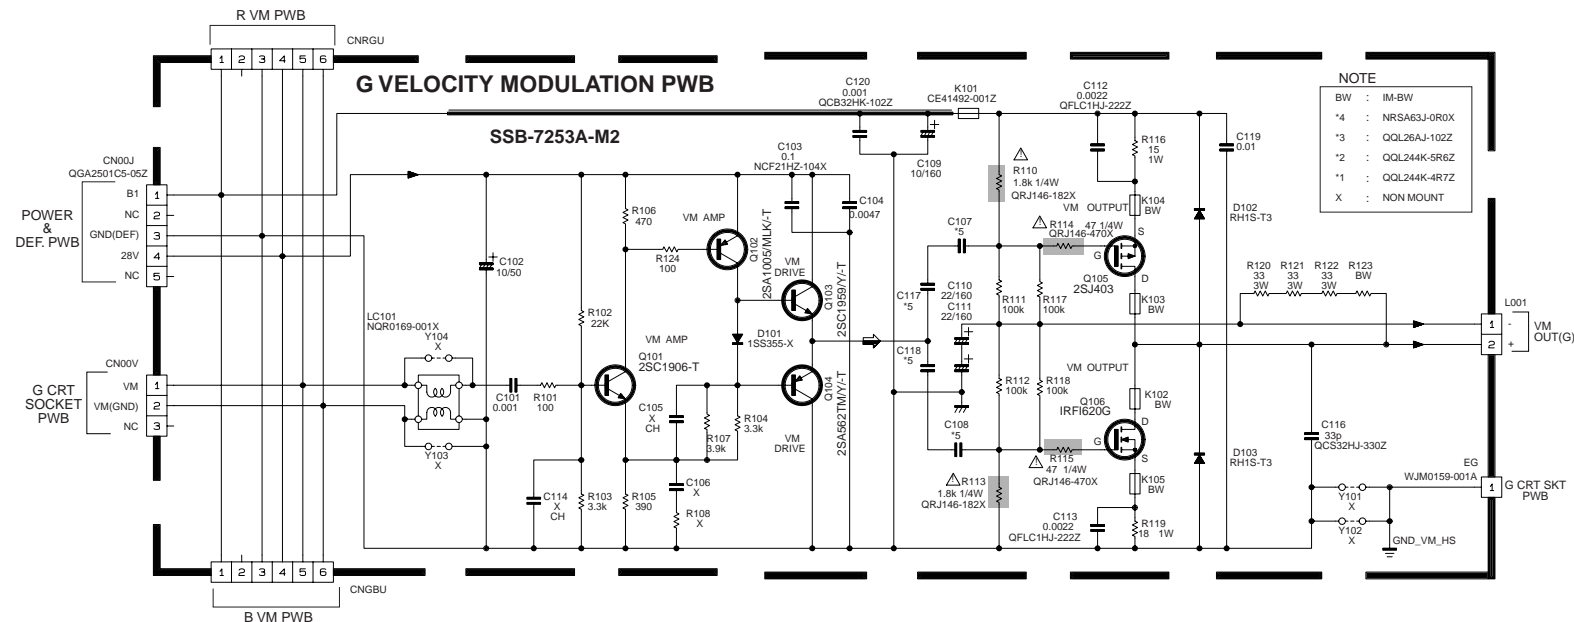 R VM PWB
CNRGU
1 2 3 4 5 6
G VELOCITY MODULATION PWB
SSB-7253A-M2
NOTE
BW : IM-BW
*4 : NRSA63J-0R0X
*3 : QQL26AJ-102Z
*2 : QQL244K-5R6Z
*1 : QQL244K-4R7Z
X : NON MOUNT
C120
0.001
QCB32HK-102Z
K101
CE41492-001Z
C112
0.0022
QFLC1HJ-222Z
R116
15
1W
C119
0.01
C109
10/160
C103
0.1
NCF21HZ-104X
C104
0.0047
R110
1.8k 1/4W
QRJ146-182X
VM OUTPUT
K104
BW
D102
RH1S-T3
CN00J
QGA2501C5-05Z
POWER
&
DEF. PWB
B1 1
NC 2
GND(DEF) 3
28V 4
NC 5
R106
470
VM AMP
Q102
2SA1005/MLK/-T
R124
100
C102
10/50
VM
DRIVE
Q103
2SC1959/Y/-T
C107
*5
R114
47 1/4W
QRJ146-470X
G
S
D
Q105
2SJ403
K103
BW
C117
*5
C110
22/160
C111
22/160
R111
100k
R117
100k
R120
33
3W
R121
33
3W
R122
33
3W
R123
BW
L001
1 -
2 +
VM
OUT(G)
LC101
NQR0169-001X
Y104
X
R102
22K
VM AMP
Q101
2SC1906-T
D101
1SS355-X
C118
*5
VM OUTPUT
CN00V
G CRT
SOCKET
PWB
VM 1
VM(GND) 2
NC 3
C101
0.001
R101
100
Q104
2SA562TM/Y/-T
R112
100k
R118
100k
Q106
IRFI620G
K102
BW
C105
X
CH
R107
3.9k
R104
3.3k
VM
DRIVE
C108
*5
G
D
S
R115
47 1/4W
QRJ146-470X
Y103
X
D103
RH1S-T3
C116
33p
QCS32HJ-330Z
K105
BW
EG
WJM0159-001A
1
G CRT SKT
PWB
C114
X
CH
R103
3.3k
R105
390
C106
X
R108
X
R113
1.8k 1/4W
QRJ146-182X
C113
0.0022
QFLC1HJ-222Z
R119
18 1W
Y101
X
Y102
X
GND_VM_HS
1 2 3 4 5 6
CNGBU
B VM PWB